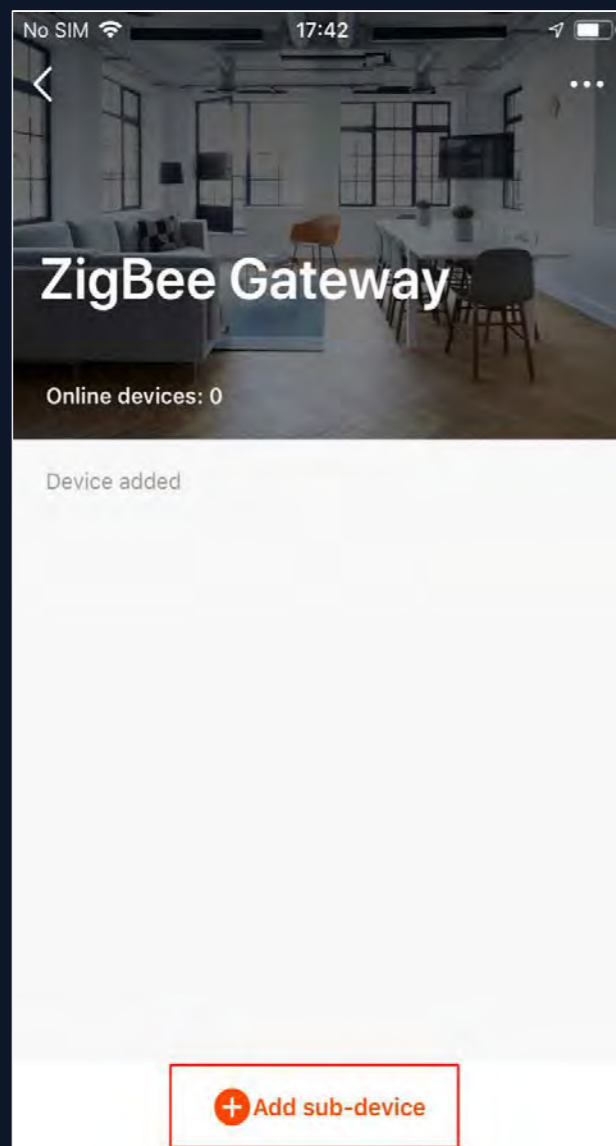 No SIM 17:42
ZigBee Gateway
Online devices: 0
Device added
Add sub-device